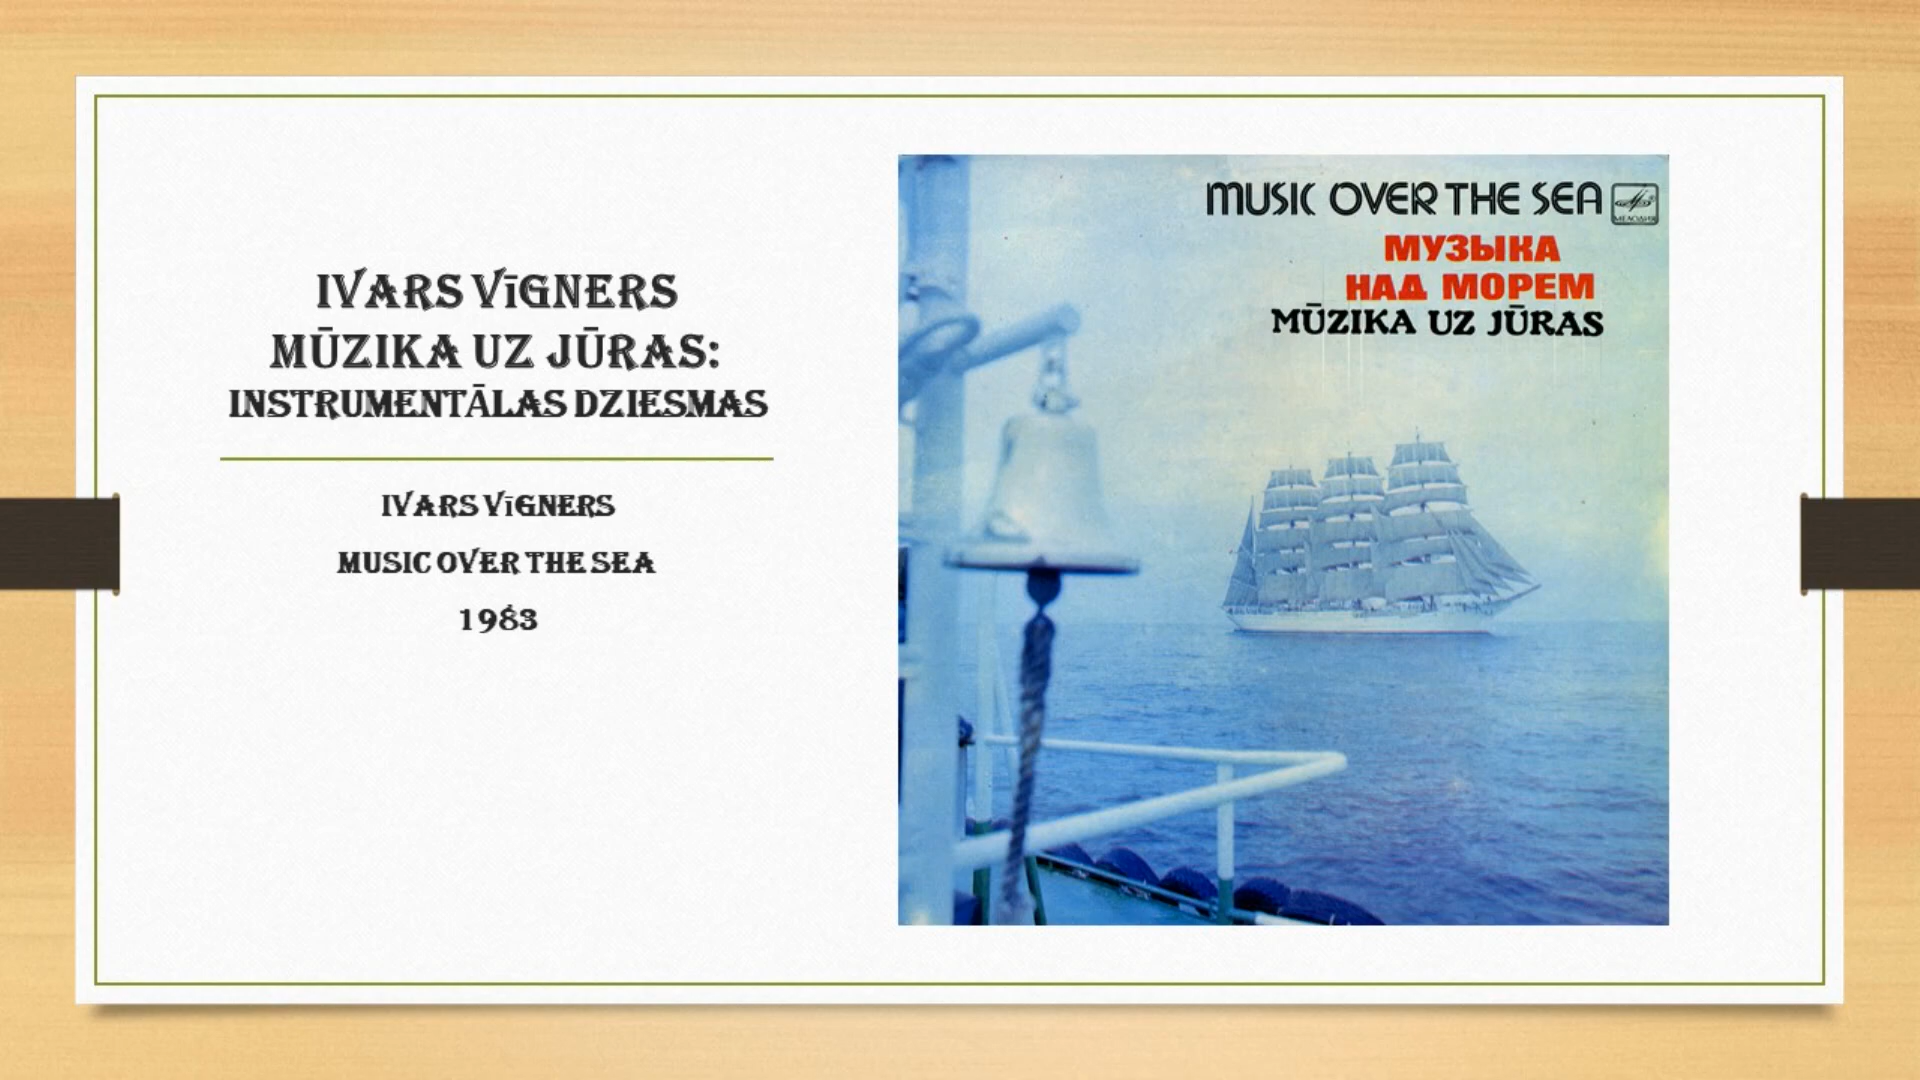 IVARS VīGNERS
MŪZIKA UZ JŪRAS:
INSTRUMENTĀLAS DZIESMAS
IVARS VīGNERS
MUSIC OVER THE SEA
1983
MUSIC OVER THE SEA
МЕЛОДИЯ
МУЗЫКА
НАД МОРЕМ
MŪZIKA UZ JŪRAS